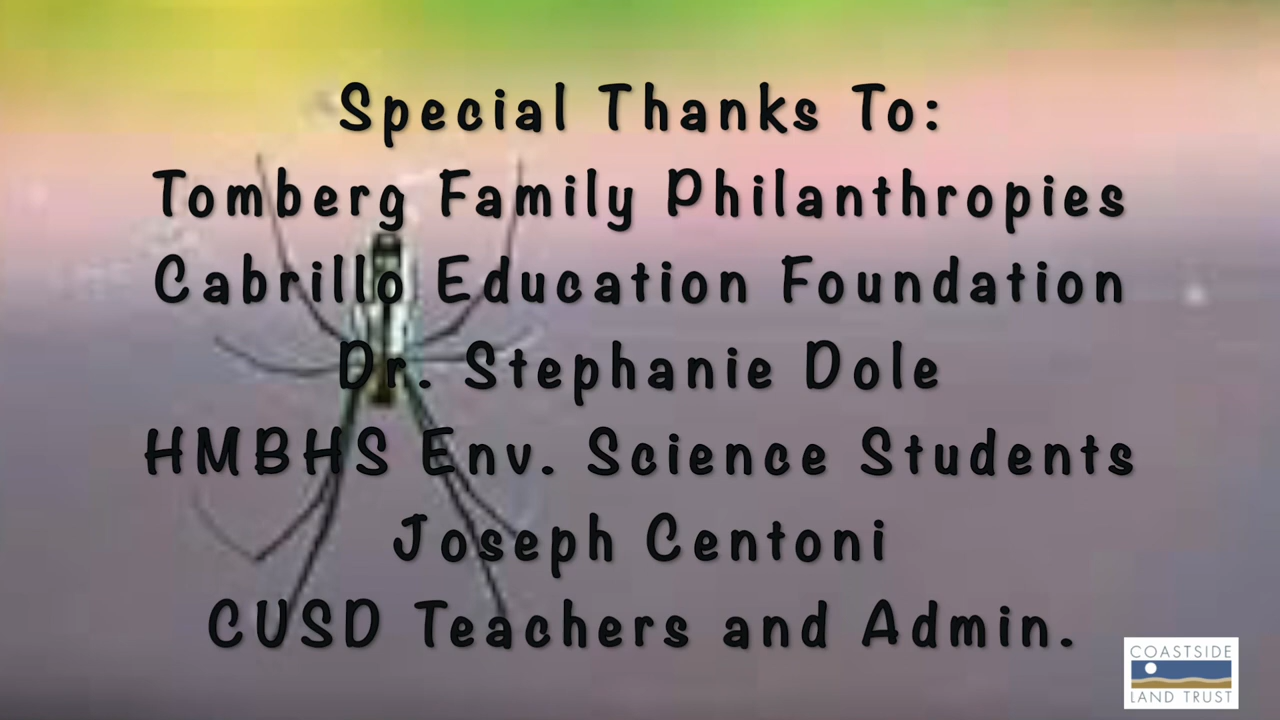 Special Thanks To:
Tomberg Family Philanthropies
Cabrillo Education Foundation
Dr. Stephanie Dole
HMBHS Env. Science Students
Joseph Centoni
CUSD Teachers and Admin.
COASTSIDE
LAND TRUST